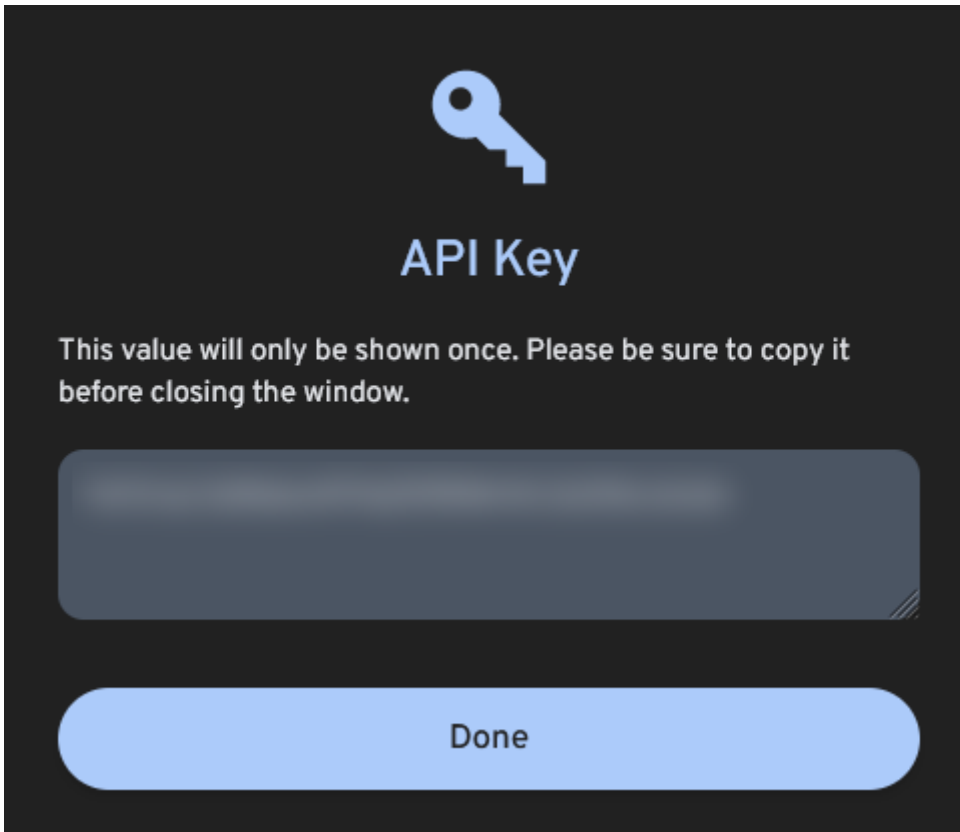 API Key
This value will only be shown once. Please be sure to copy it
before closing the window.
Done